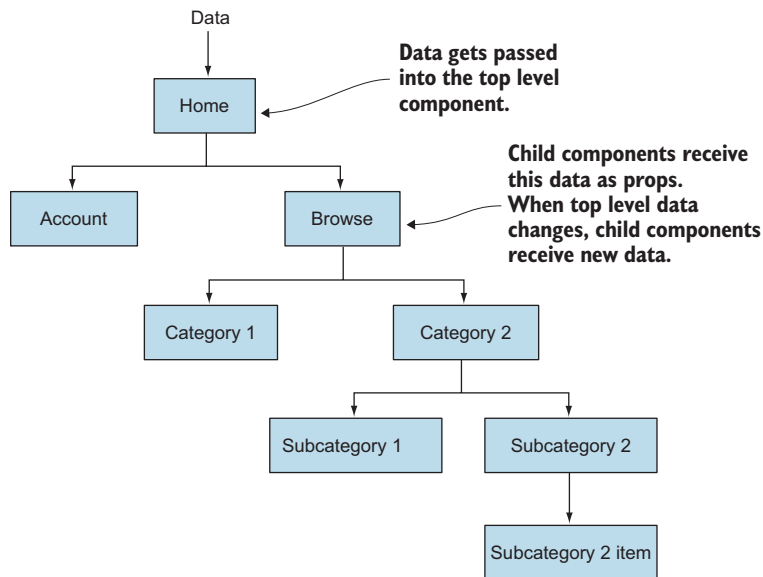 Data
Data gets passed
into the top level
component.
Home
Child components receive
this data as props.
When top level data
changes, child components
receive new data.
Account
Browse
Category 1
Category 2
Subcategory 1
Subcategory 2
Subcategory 2 item